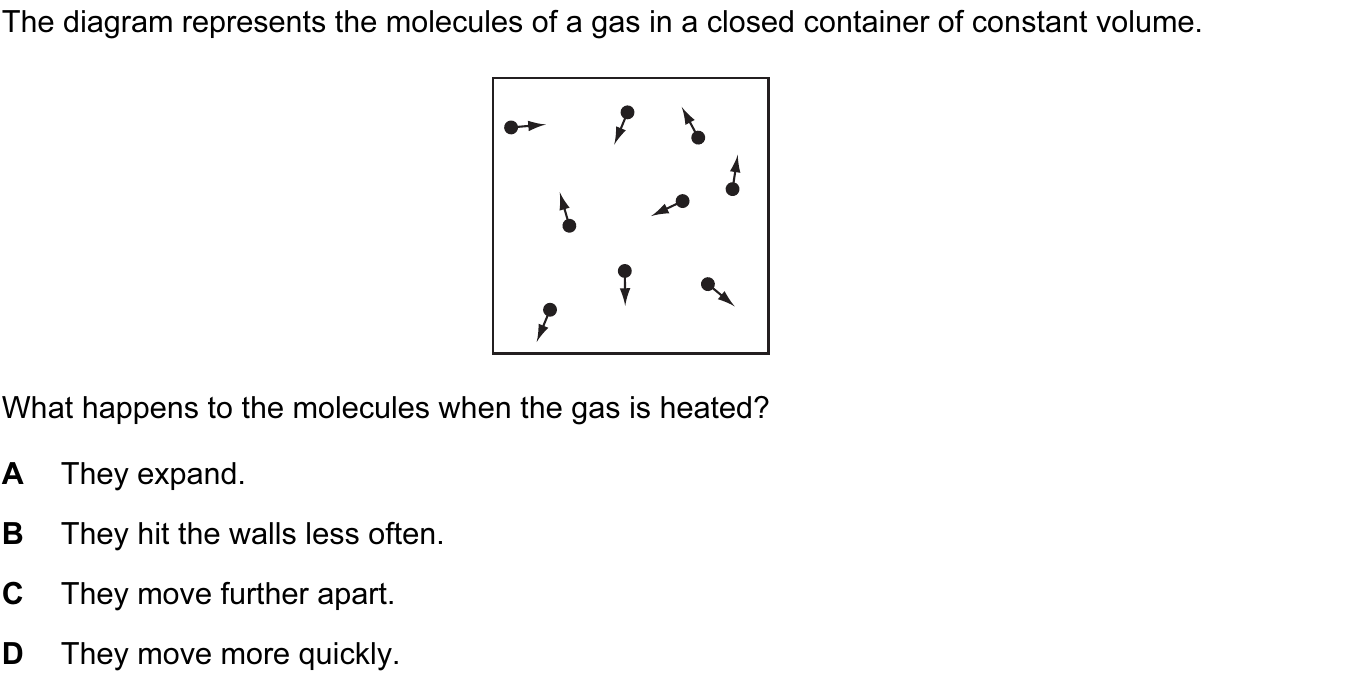 The diagram represents the molecules of a gas in a closed container of constant volume.
What happens to the molecules when the gas is heated?
A They expand.
B They hit the walls less often.
C They move further apart.
D They move more quickly.